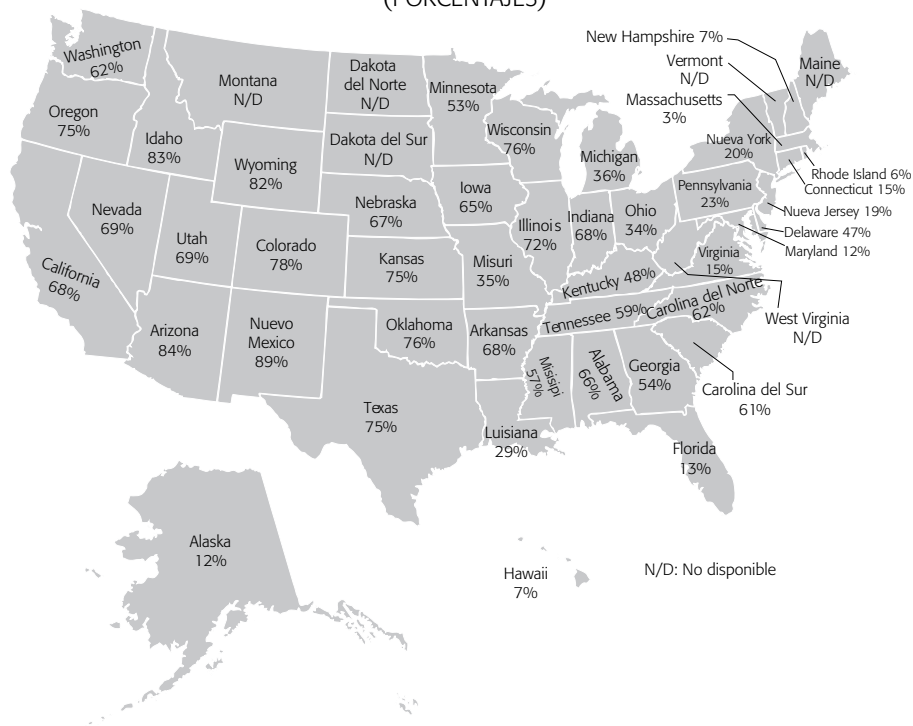 (PORCENTAJES)
Washington
62%
Oregon
75%
Idaho
83%
Montana
N/D
Dakota
del Norte
N/D
Minnesota
53%
Dakota del Sur
N/D
Wyoming
82%
Wisconsin
76%
Michigan
36%
New Hampshire 7%
Vermont
N/D
Massachusetts
3%
Maine
N/D
Nueva York
20%
Rhode Island 6%
Connecticut 15%
Pennsylvania
23%
Nueva Jersey 19%
Delaware 47%
Maryland 12%
Nevada
69%
Utah
69%
Colorado
78%
Nebraska
67%
Iowa
65%
Illinois
72%
Indiana
68%
Ohio
34%
Virginia
15%
California
68%
Kansas
75%
Misuri
35%
Kentucky 48%
West Virginia
N/D
Arizona
84%
Nuevo
Mexico
89%
Oklahoma
76%
Arkansas
68%
Tennessee 59%
Carolina del Norte
62%
Carolina del Sur
61%
Texas
75%
Luisiana
29%
Misisipi
57%
Alabama
66%
Georgia
54%
Florida
13%
Alaska
12%
Hawaii
7%
N/D: No disponible